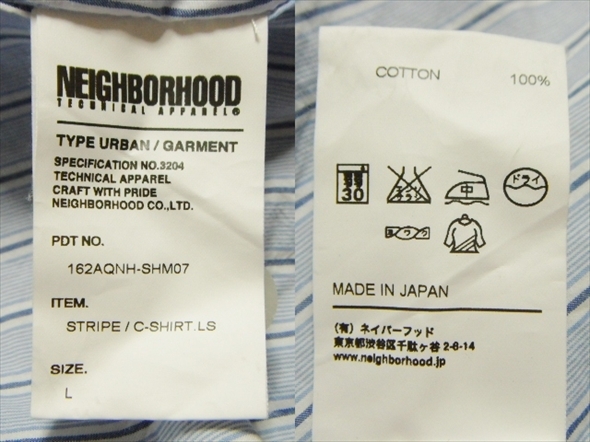 NEIGHBORHOOD
TECHNICAL APPAREL®
TYPE URBAN / GARMENT
SPECIFICATION NO.3204
TECHNICAL APPAREL
CRAFT WITH PRIDE
NEIGHBORHOOD CO.,LTD.
PDT NO.
162AQNH-SHM07
ITEM.
STRIPE / C-SHIRT.LS
SIZE.
L
COTTON 100%
30 中 ドライ
MADE IN JAPAN
(有) ネイバーフッド
東京都渋谷区千駄ヶ谷 2-6-14
www.neighborhood.jp